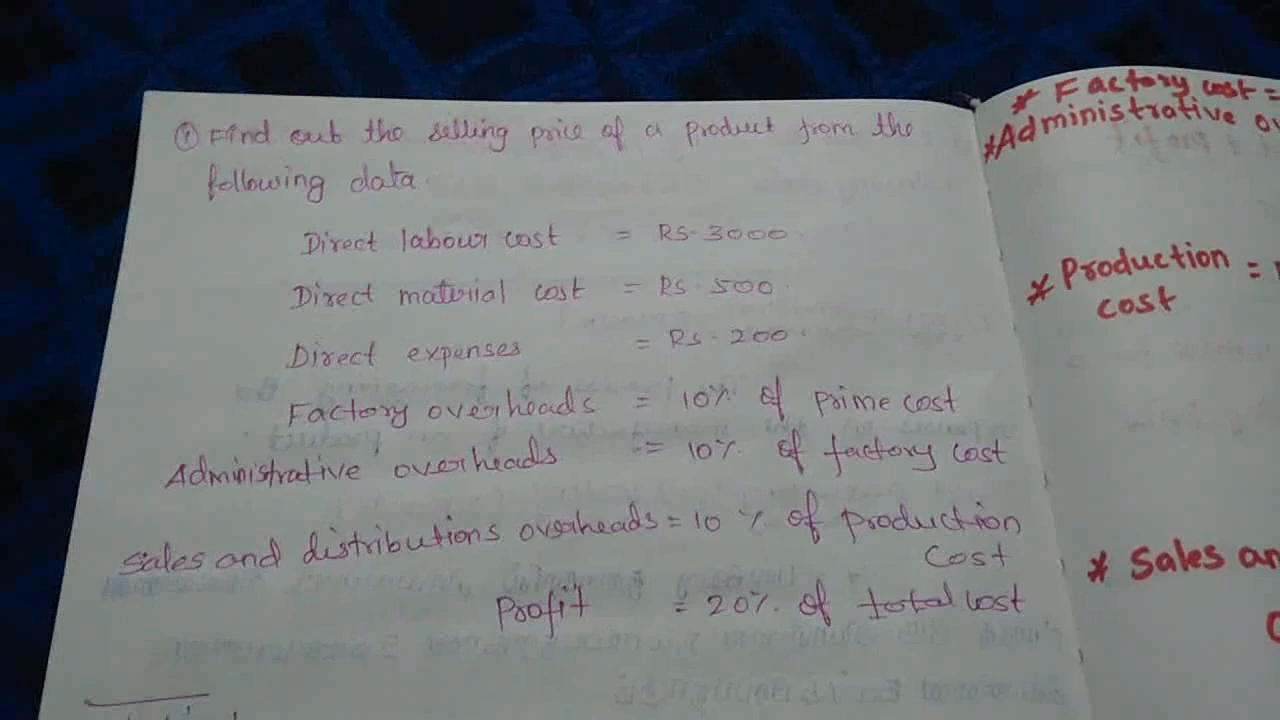 ① Find out the selling price of a product from the
following data.
Direct labour cost = Rs. 3000.
Direct material cost = Rs. 500.
Direct expenses = Rs. 200.
Factory overheads = 10% of prime cost
Administrative overheads = 10% of factory cost
Sales and distributions overheads = 10% of production
cost
Profit = 20% of total cost
* Factory cost =
* Administrative
* Production =
cost
* Sales